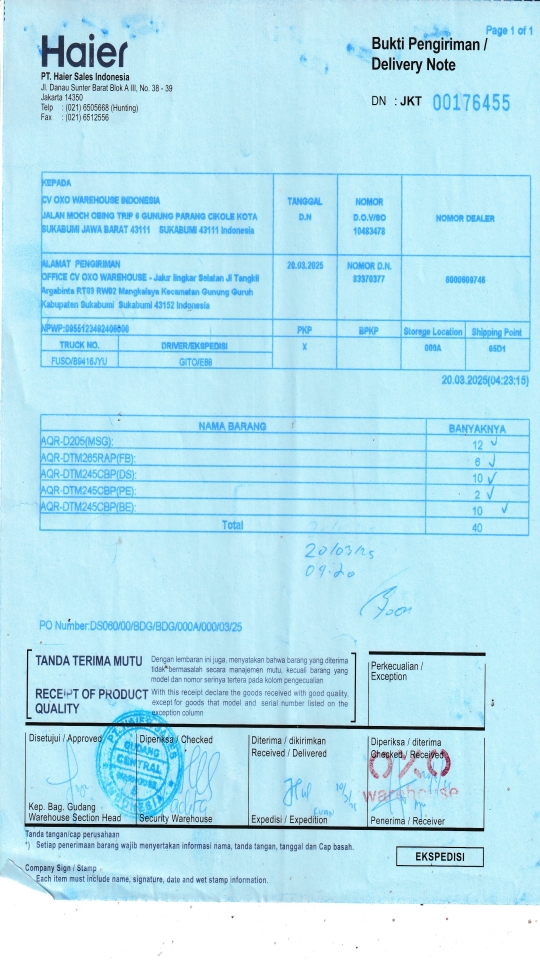 Page 1 of 1
Haier
Bukti Pengiriman /
Delivery Note
PT. Haier Sales Indonesia
Jl. Danau Sunter Barat Blok A III, No. 38 - 39
Jakarta 14350
Telp : (021) 6505668 (Hunting)
Fax : (021) 6512556
DN : JKT 00176455
KEPADA
CV OXO WAREHOUSE INDONESIA
JALAN MOCH OBING TRIP 6 GUNUNG PARANG CIKOLE KOTA
SUKABUMI JAWA BARAT 43111 SUKABUMI 43111 Indonesia
TANGGAL
D.N
NOMOR
D.O.V/SO
10483478
NOMOR DEALER
ALAMAT PENGIRIMAN
OFFICE CV OXO WAREHOUSE - Jalur lingkar Selatan Jl Tangkil
Argabinta RT03 RW02 Mangkalaya Kecamatan Gunung Guruh
Kabupaten Sukabumi Sukabumi 43152 Indonesia
20.03.2025
NOMOR D.N.
83370377
8000609746
NPWP:0955123492405000
PKP
BPKP
Storage Location
Shipping Point
TRUCK NO.
DRIVER/EKSPEDISI
X
000A
65D1
FUSO/B9416JYU
GITO/E88
20.03.2025(04:23:15)
NAMA BARANG BANYAKNYA
AQR-D205(MSG): 12
AQR-DTM265RAP(FB): 6
AQR-DTM245CBP(DS): 10
AQR-DTM245CBP(PE): 2
AQR-DTM245CBP(BE): 10
Total 40
20/03/25
09.20
PO Number:DS060/00/BDG/BDG/000A/000/03/25
TANDA TERIMA MUTU
Dengan lembaran ini juga, menyatakan bahwa barang yang diterima
tidak bermasalah secara manajemen mutu, kecuali barang yang
model dan nomor serinya tertera pada kolom pengecualian
RECEIPT OF PRODUCT
QUALITY
With this receipt declare the goods received with good quality,
except for goods that model and serial number listed on the
exception column
Perkecualian /
Exception
Disetujui / Approved
Diperiksa / Checked
Diterima / dikirimkan
Received / Delivered
Diperiksa / diterima
Checked / Received
GUDANG
CENTRAL
INDONESIA
OXO
warehouse
Kep. Bag. Gudang
Warehouse Section Head
Security Warehouse
Expedisi / Expedition
Penerima / Receiver
Tanda tangan/cap perusahaan
*) Setiap penerimaan barang wajib menyertakan informasi nama, tanda tangan, tanggal dan Cap basah.
EKSPEDISI
Company Sign / Stamp
Each item must include name, signature, date and wet stamp information.